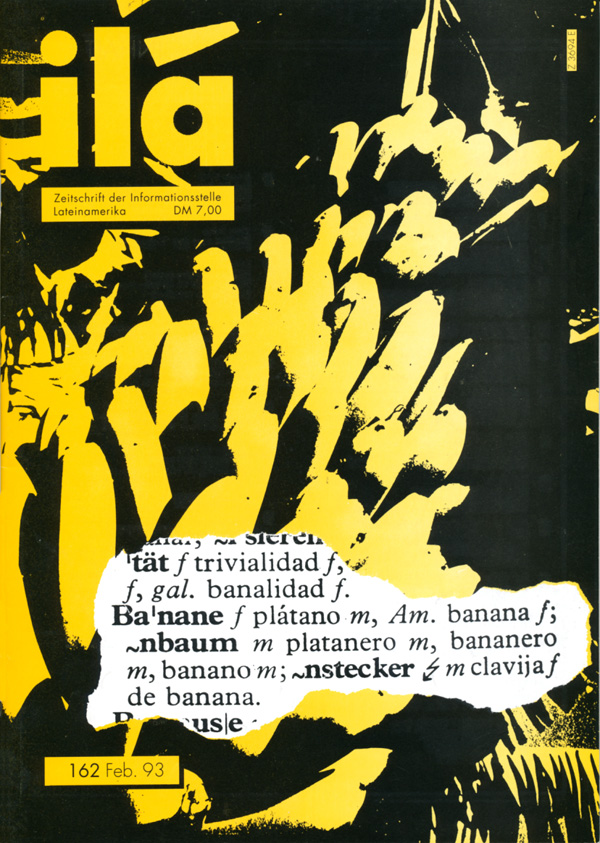 ila
Z 3694 E
Zeitschrift der Informationsstelle
Lateinamerika DM 7,00
'tät f trivialidad f,
f, gal. banalidad f.
Ba'nane f plátano m, Am. banana f;
~nbaum m platanero m, bananero
m, banano m; ~nstecker ⚡ m clavija f
de banana.
162 Feb. 93